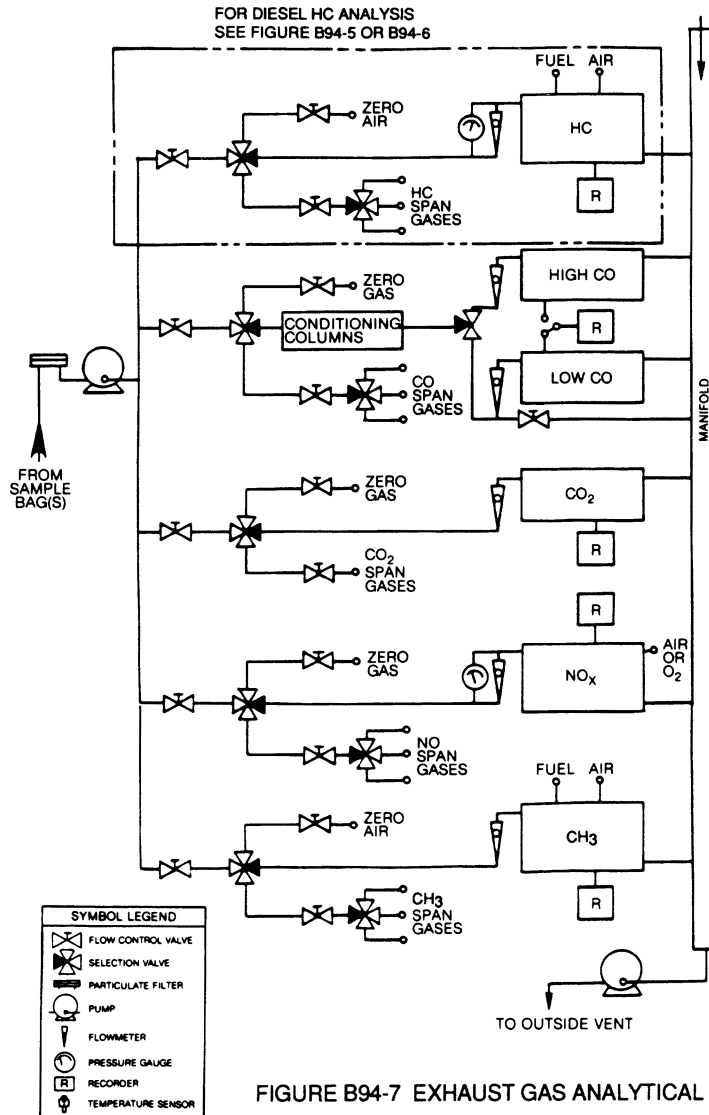 FOR DIESEL HC ANALYSIS
SEE FIGURE B94-5 OR B94-6
FUEL AIR
ZERO
AIR
HC
R
HC
SPAN
GASES
ZERO
GAS
HIGH CO
CONDITIONING
COLUMNS
R
LOW CO
CO
SPAN
GASES
MANIFOLD
FROM
SAMPLE
BAG(S)
ZERO
GAS
CO2
R
CO2
SPAN
GASES
R
ZERO
GAS
AIR
OR
O2
NOX
NO
SPAN
GASES
FUEL AIR
ZERO
AIR
CH3
R
CH3
SPAN
GASES
SYMBOL LEGEND
FLOW CONTROL VALVE
SELECTION VALVE
PARTICULATE FILTER
PUMP
FLOWMETER
PRESSURE GAUGE
R RECORDER
TEMPERATURE SENSOR
TO OUTSIDE VENT
FIGURE B94-7 EXHAUST GAS ANALYTICAL